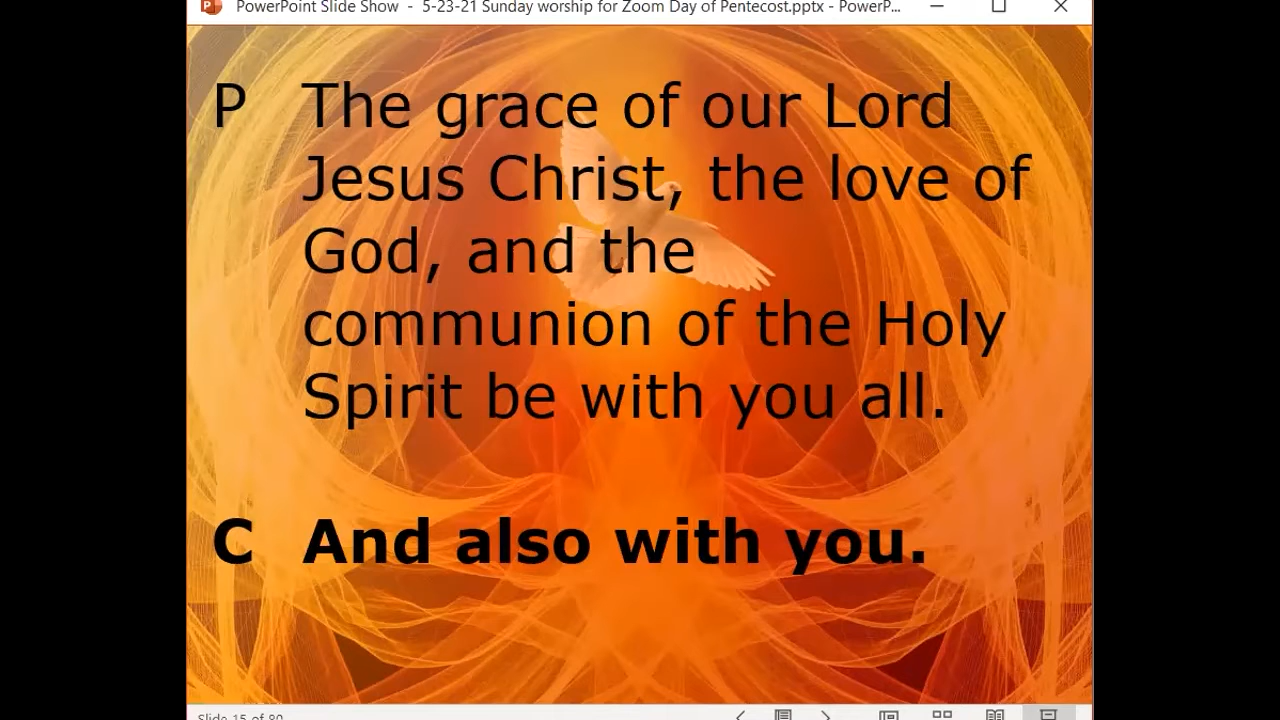 PowerPoint Slide Show - 5-23-21 Sunday worship for Zoom Day of Pentecost.pptx - PowerP...
P The grace of our Lord
Jesus Christ, the love of
God, and the
communion of the Holy
Spirit be with you all.
C And also with you.
Slide 15 of 80